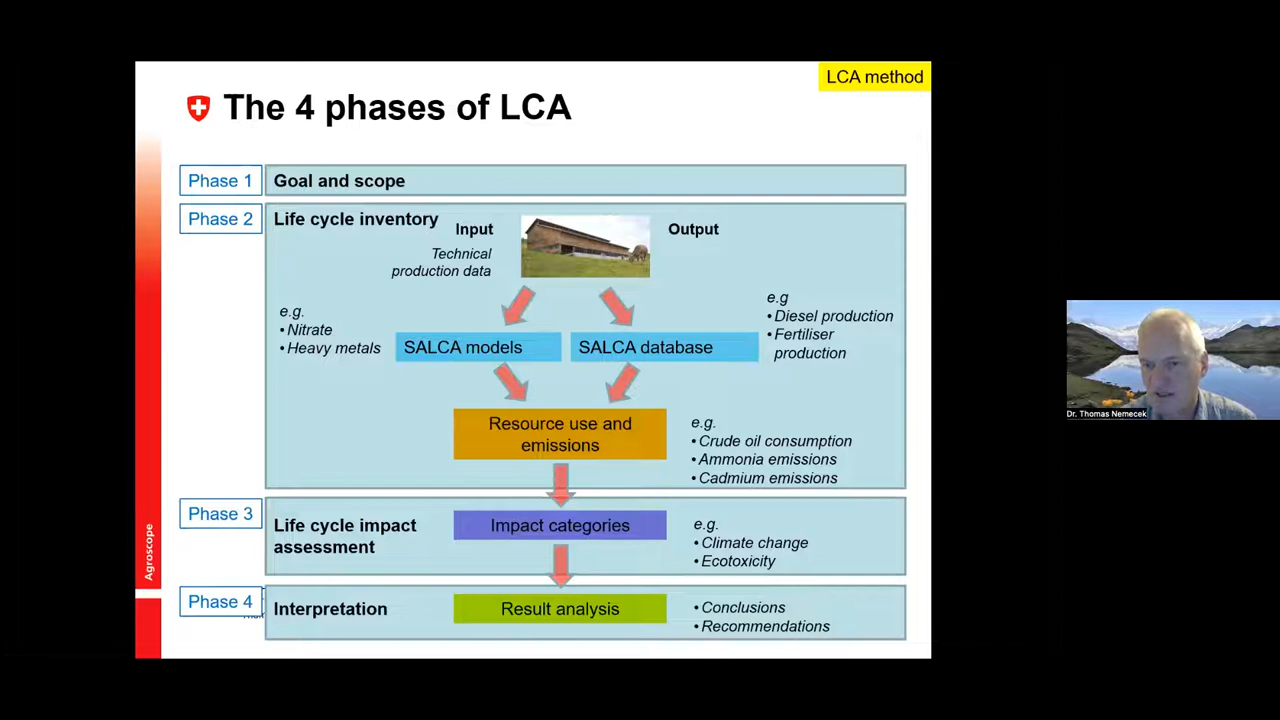 LCA method
The 4 phases of LCA
Phase 1
Goal and scope
Phase 2
Life cycle inventory
Input
Output
Technical
production data
e.g.
• Nitrate
• Heavy metals
SALCA models
SALCA database
e.g
• Diesel production
• Fertiliser
production
Resource use and
emissions
e.g.
• Crude oil consumption
• Ammonia emissions
• Cadmium emissions
Phase 3
Life cycle impact
assessment
Impact categories
e.g.
• Climate change
• Ecotoxicity
Phase 4
Interpretation
Result analysis
• Conclusions
• Recommendations
Agroscope
Dr. Thomas Nemecek